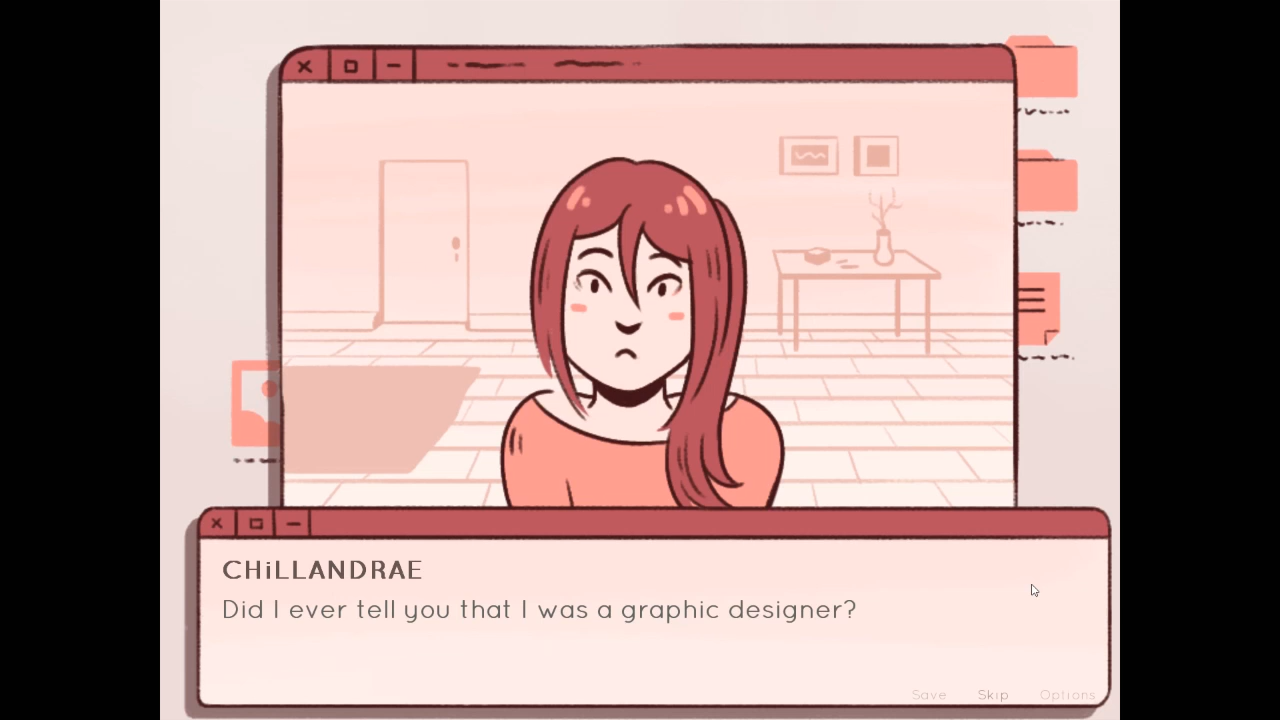 CHiLLANDRAE
Did I ever tell you that I was a graphic designer?
Save Skip Options